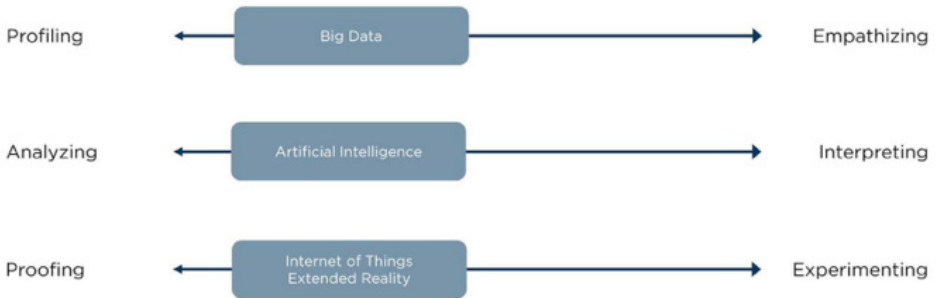 Profiling
Big Data
Empathizing
Analyzing
Artificial Intelligence
Interpreting
Proofing
Internet of Things
Extended Reality
Experimenting